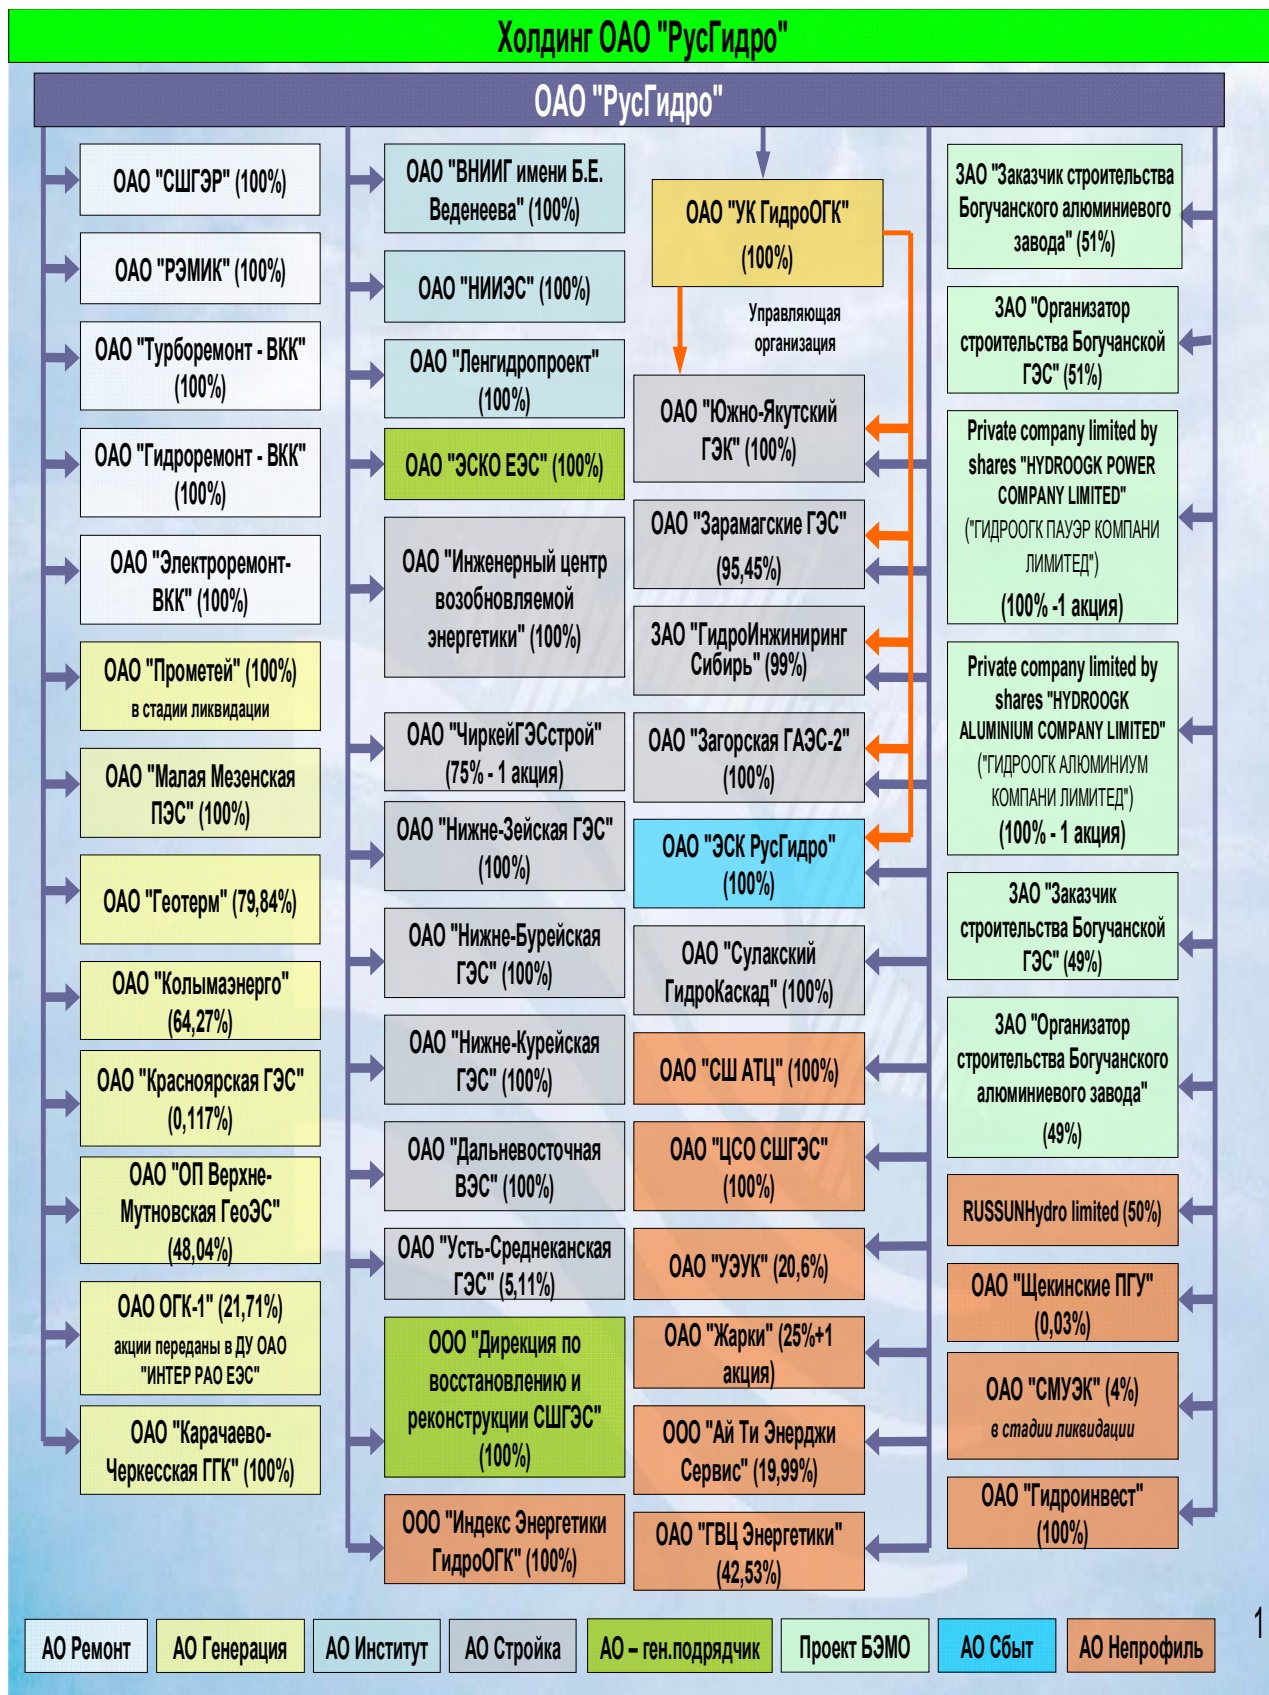 Холдинг ОАО "РусГидро"
ОАО "РусГидро"
ОАО "СШГЭР" (100%)
ОАО "РЭМИК" (100%)
ОАО "Турборемонт - ВКК"
(100%)
ОАО "Гидроремонт - ВКК"
(100%)
ОАО "Электроремонт-
ВКК" (100%)
ОАО "Прометей" (100%)
в стадии ликвидации
ОАО "Малая Мезенская
ПЭС" (100%)
ОАО "Геотерм" (79,84%)
ОАО "Колымаэнерго"
(64,27%)
ОАО "Красноярская ГЭС"
(0,117%)
ОАО "ОП Верхне-
Мутновская ГеоЭС"
(48,04%)
ОАО ОГК-1" (21,71%)
акции переданы в ДУ ОАО
"ИНТЕР РАО ЕЭС"
ОАО "Карачаево-
Черкесская ГГК" (100%)
ОАО "ВНИИГ имени Б.Е.
Веденеева" (100%)
ОАО "НИИЭС" (100%)
ОАО "Ленгидропроект"
(100%)
ОАО "ЭСКО ЕЭС" (100%)
ОАО "Инженерный центр
возобновляемой
энергетики" (100%)
ОАО "ЧиркейГЭСстрой"
(75% - 1 акция)
ОАО "Нижне-Зейская ГЭС"
(100%)
ОАО "Нижне-Бурейская
ГЭС" (100%)
ОАО "Нижне-Курейская
ГЭС" (100%)
ОАО "Дальневосточная
ВЭС" (100%)
ОАО "Усть-Среднеканская
ГЭС" (5,11%)
ООО "Дирекция по
восстановлению и
реконструкции СШГЭС"
(100%)
ООО "Индекс Энергетики
ГидроОГК" (100%)
ОАО "УК ГидроОГК"
(100%)
Управляющая
организация
ОАО "Южно-Якутский
ГЭК" (100%)
ОАО "Зарамагские ГЭС"
(95,45%)
ЗАО "ГидроИнжиниринг
Сибирь" (99%)
ОАО "Загорская ГАЭС-2"
(100%)
ОАО "ЭСК РусГидро"
(100%)
ОАО "Сулакский
ГидроКаскад" (100%)
ОАО "СШ АТЦ" (100%)
ОАО "ЦСО СШГЭС"
(100%)
ОАО "УЭУК" (20,6%)
ОАО "Жарки" (25%+1
акция)
ООО "Ай Ти Энерджи
Сервис" (19,99%)
ОАО "ГВЦ Энергетики"
(42,53%)
ЗАО "Заказчик строительства
Богучанского алюминиевого
завода" (51%)
ЗАО "Организатор
строительства Богучанской
ГЭС" (51%)
Private company limited by
shares "HYDROOGK POWER
COMPANY LIMITED"
("ГИДРООГК ПАУЭР КОМПАНИ
ЛИМИТЕД")
(100% -1 акция)
Private company limited by
shares "HYDROOGK
ALUMINIUM COMPANY LIMITED"
("ГИДРООГК АЛЮМИНИУМ
КОМПАНИ ЛИМИТЕД")
(100% - 1 акция)
ЗАО "Заказчик
строительства Богучанской
ГЭС" (49%)
ЗАО "Организатор
строительства Богучанского
алюминиевого завода"
(49%)
RUSSUNHydro limited (50%)
ОАО "Щекинские ПГУ"
(0,03%)
ОАО "СМУЭК" (4%)
в стадии ликвидации
ОАО "Гидроинвест"
(100%)
АО Ремонт
АО Генерация
АО Институт
АО Стройка
АО – ген.подрядчик
Проект БЭМО
АО Сбыт
АО Непрофиль
1